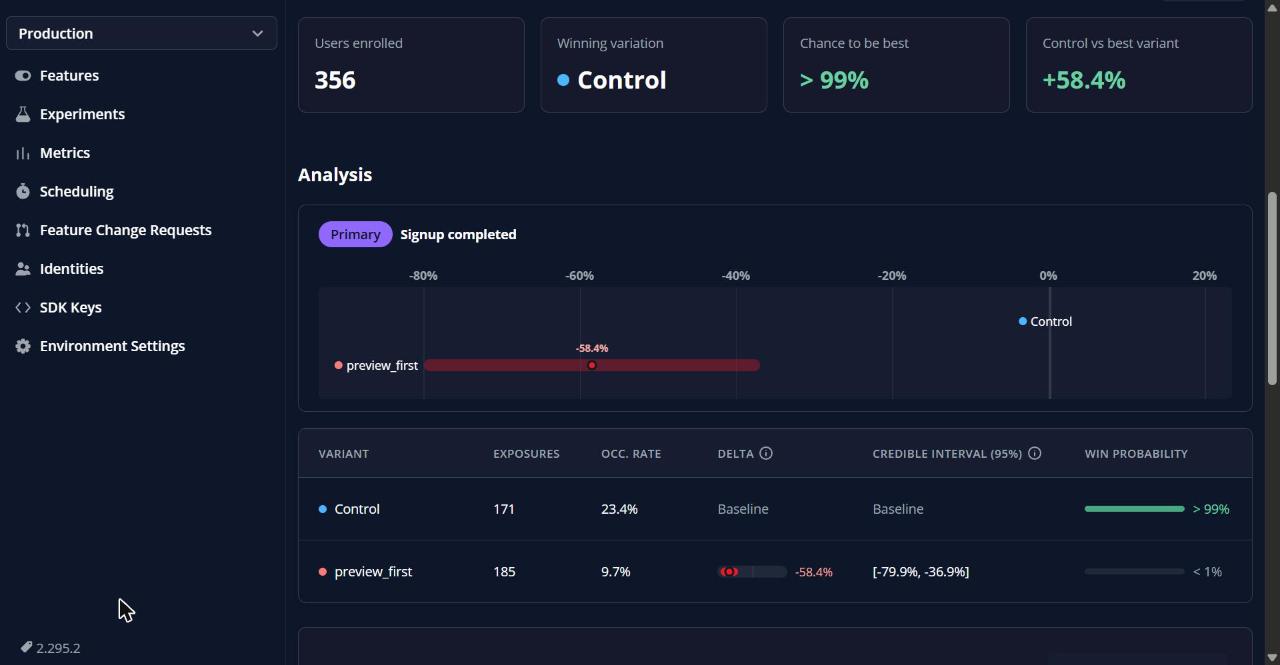 Production
Features
Experiments
Metrics
Scheduling
Feature Change Requests
Identities
SDK Keys
Environment Settings
2.295.2
Users enrolled
356
Winning variation
Control
Chance to be best
> 99%
Control vs best variant
+58.4%
Analysis
Primary Signup completed
-80% -60% -40% -20% 0% 20%
Control
-58.4%
preview_first
VARIANT EXPOSURES OCC. RATE DELTA CREDIBLE INTERVAL (95%) WIN PROBABILITY
Control 171 23.4% Baseline Baseline > 99%
preview_first 185 9.7% -58.4% [-79.9%, -36.9%] < 1%